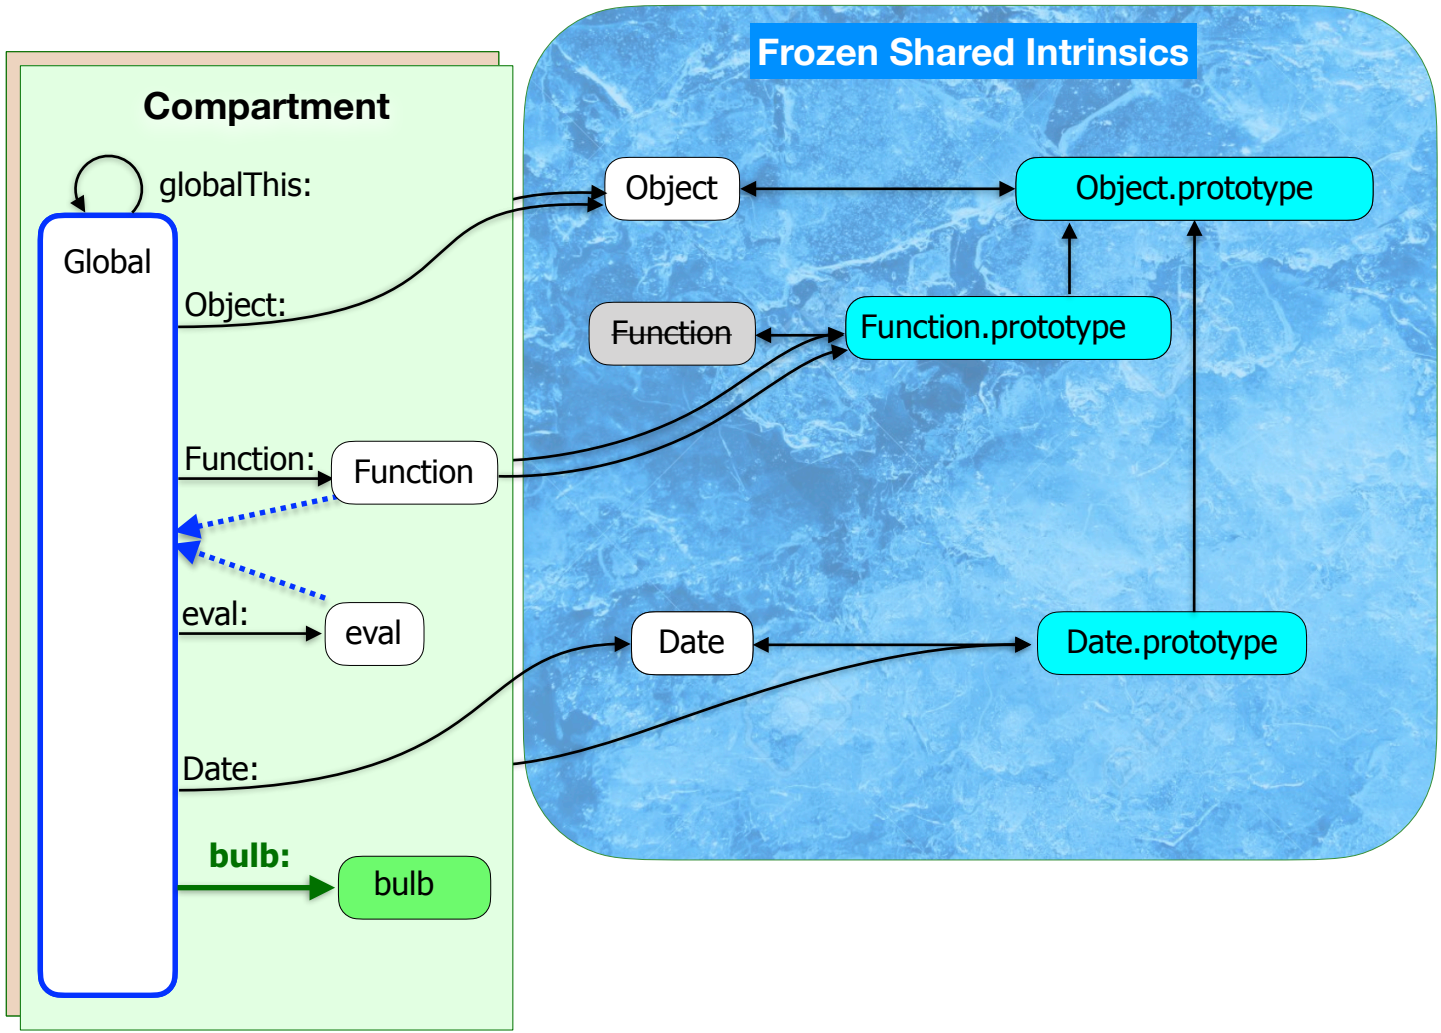 Frozen Shared Intrinsics
Compartment
globalThis:
Object
Object.prototype
Global
Object:
Function
Function.prototype
Function:
Function
eval:
eval
Date
Date.prototype
Date:
bulb:
bulb